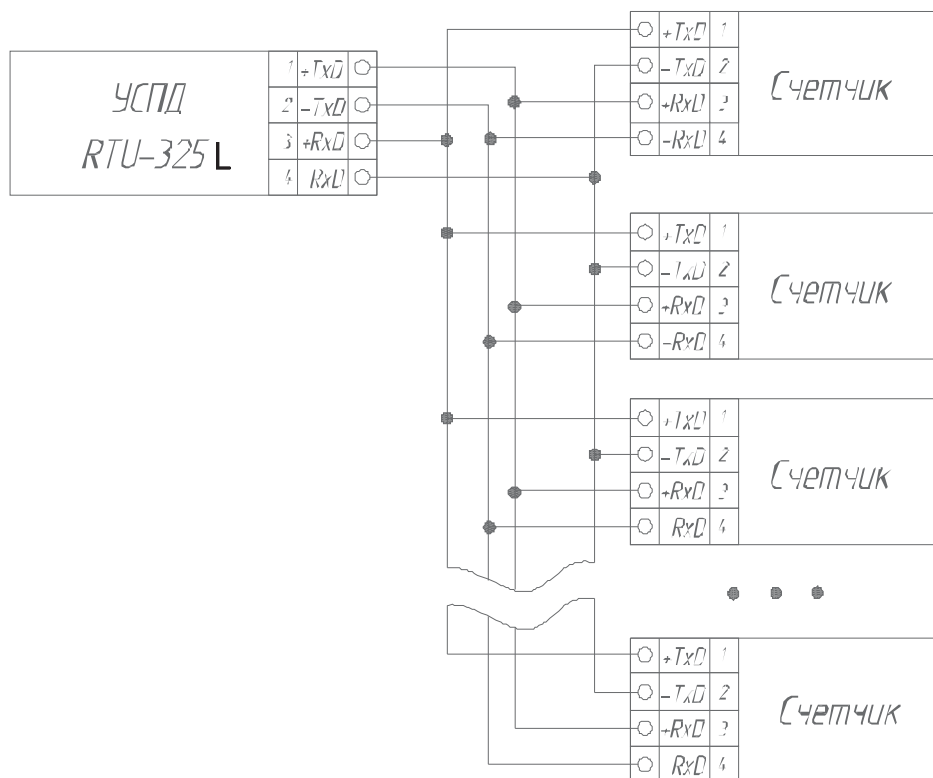 УСПД
RTU-325 L
1 +TxD
2 -TxD
3 +RxD
4 RxD
+TxD 1
-TxD 2
+RxD 3
-RxD 4
Счетчик
+TxD 1
-TxD 2
+RxD 3
-RxD 4
Счетчик
+TxD 1
-TxD 2
+RxD 3
RxD 4
Счетчик
+TxD 1
-TxD 2
+RxD 3
RxD 4
Счетчик